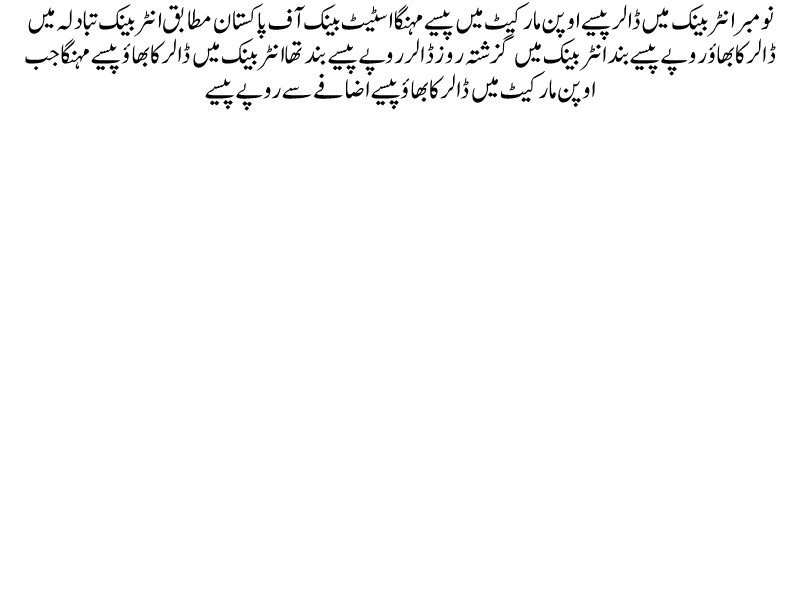 نومبر انٹر بینک میں ڈالر پیسے اوپن مارکیٹ میں پیسے مہنگا اسٹیٹ بینک آف پاکستان مطابق انٹر بینک تبادلہ میں
ڈالر کا بھاؤ روپے پیسے بند انٹر بینک میں گزشتہ روز ڈالر روپے پیسے بند تھا انٹر بینک میں ڈالر کا بھاؤ پیسے مہنگا جب
اوپن مارکیٹ میں ڈالر کا بھاؤ پیسے اضافے سے روپے پیسے